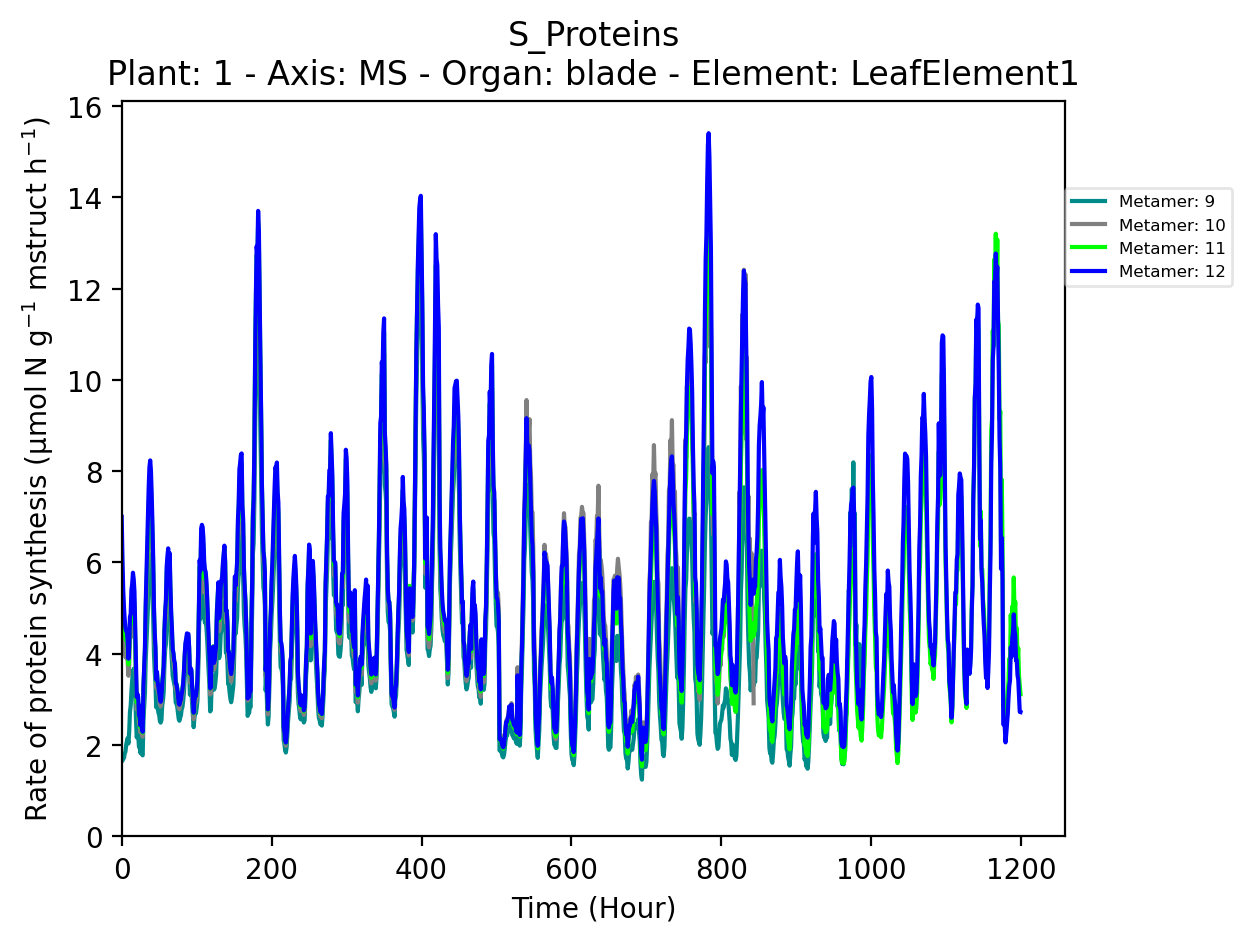 S_Proteins
Plant: 1 - Axis: MS - Organ: blade - Element: LeafElement1
Rate of protein synthesis (µmol N g⁻¹ mstruct h⁻¹)
16
14
12
10
8
6
4
2
0
Metamer: 9
Metamer: 10
Metamer: 11
Metamer: 12
0 200 400 600 800 1000 1200
Time (Hour)